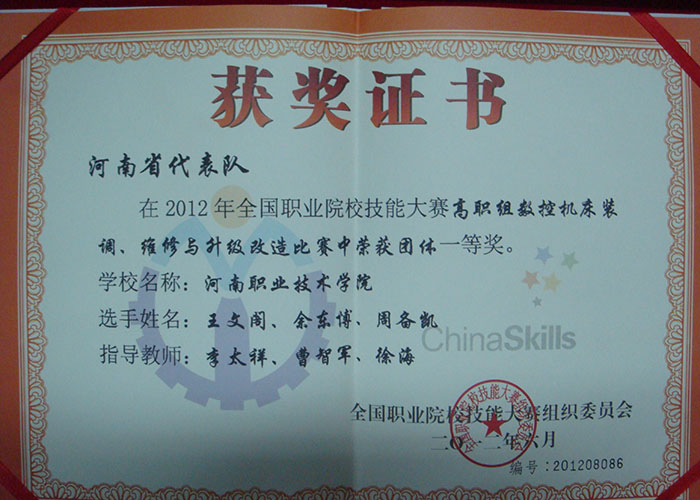 获奖证书
河南省代表队
在2012年全国职业院校技能大赛高职组数控机床装
调、维修与升级改造比赛中荣获团体一等奖。
学校名称：河南职业技术学院
选手姓名：王文阁、余东博、周备凯
指导教师：李太祥、曹智军、徐海
ChinaSkills
全国职业院校技能大赛组织委员会
二〇一二年六月
编号：201208086